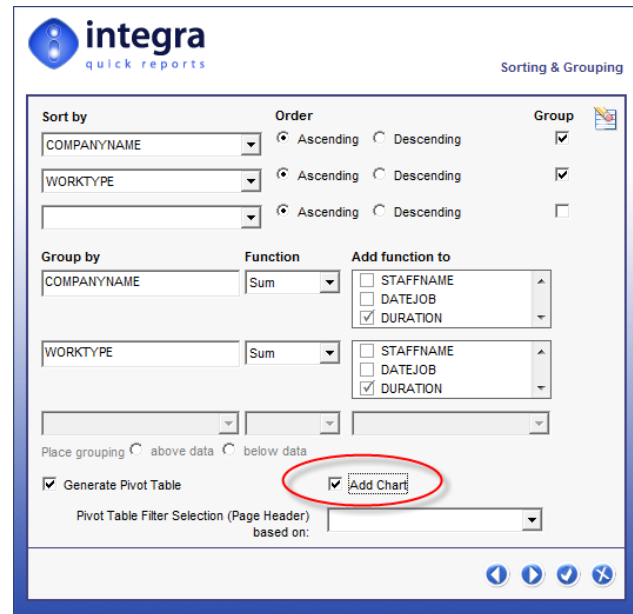 integra
quick reports
Sorting & Grouping
Sort by Order Group
COMPANYNAME Ascending Descending
WORKTYPE Ascending Descending
Ascending Descending
Group by Function Add function to
COMPANYNAME Sum STAFFNAME
DATEJOB
DURATION
WORKTYPE Sum STAFFNAME
DATEJOB
DURATION
Place grouping above data below data
Generate Pivot Table Add Chart
Pivot Table Filter Selection (Page Header)
based on: